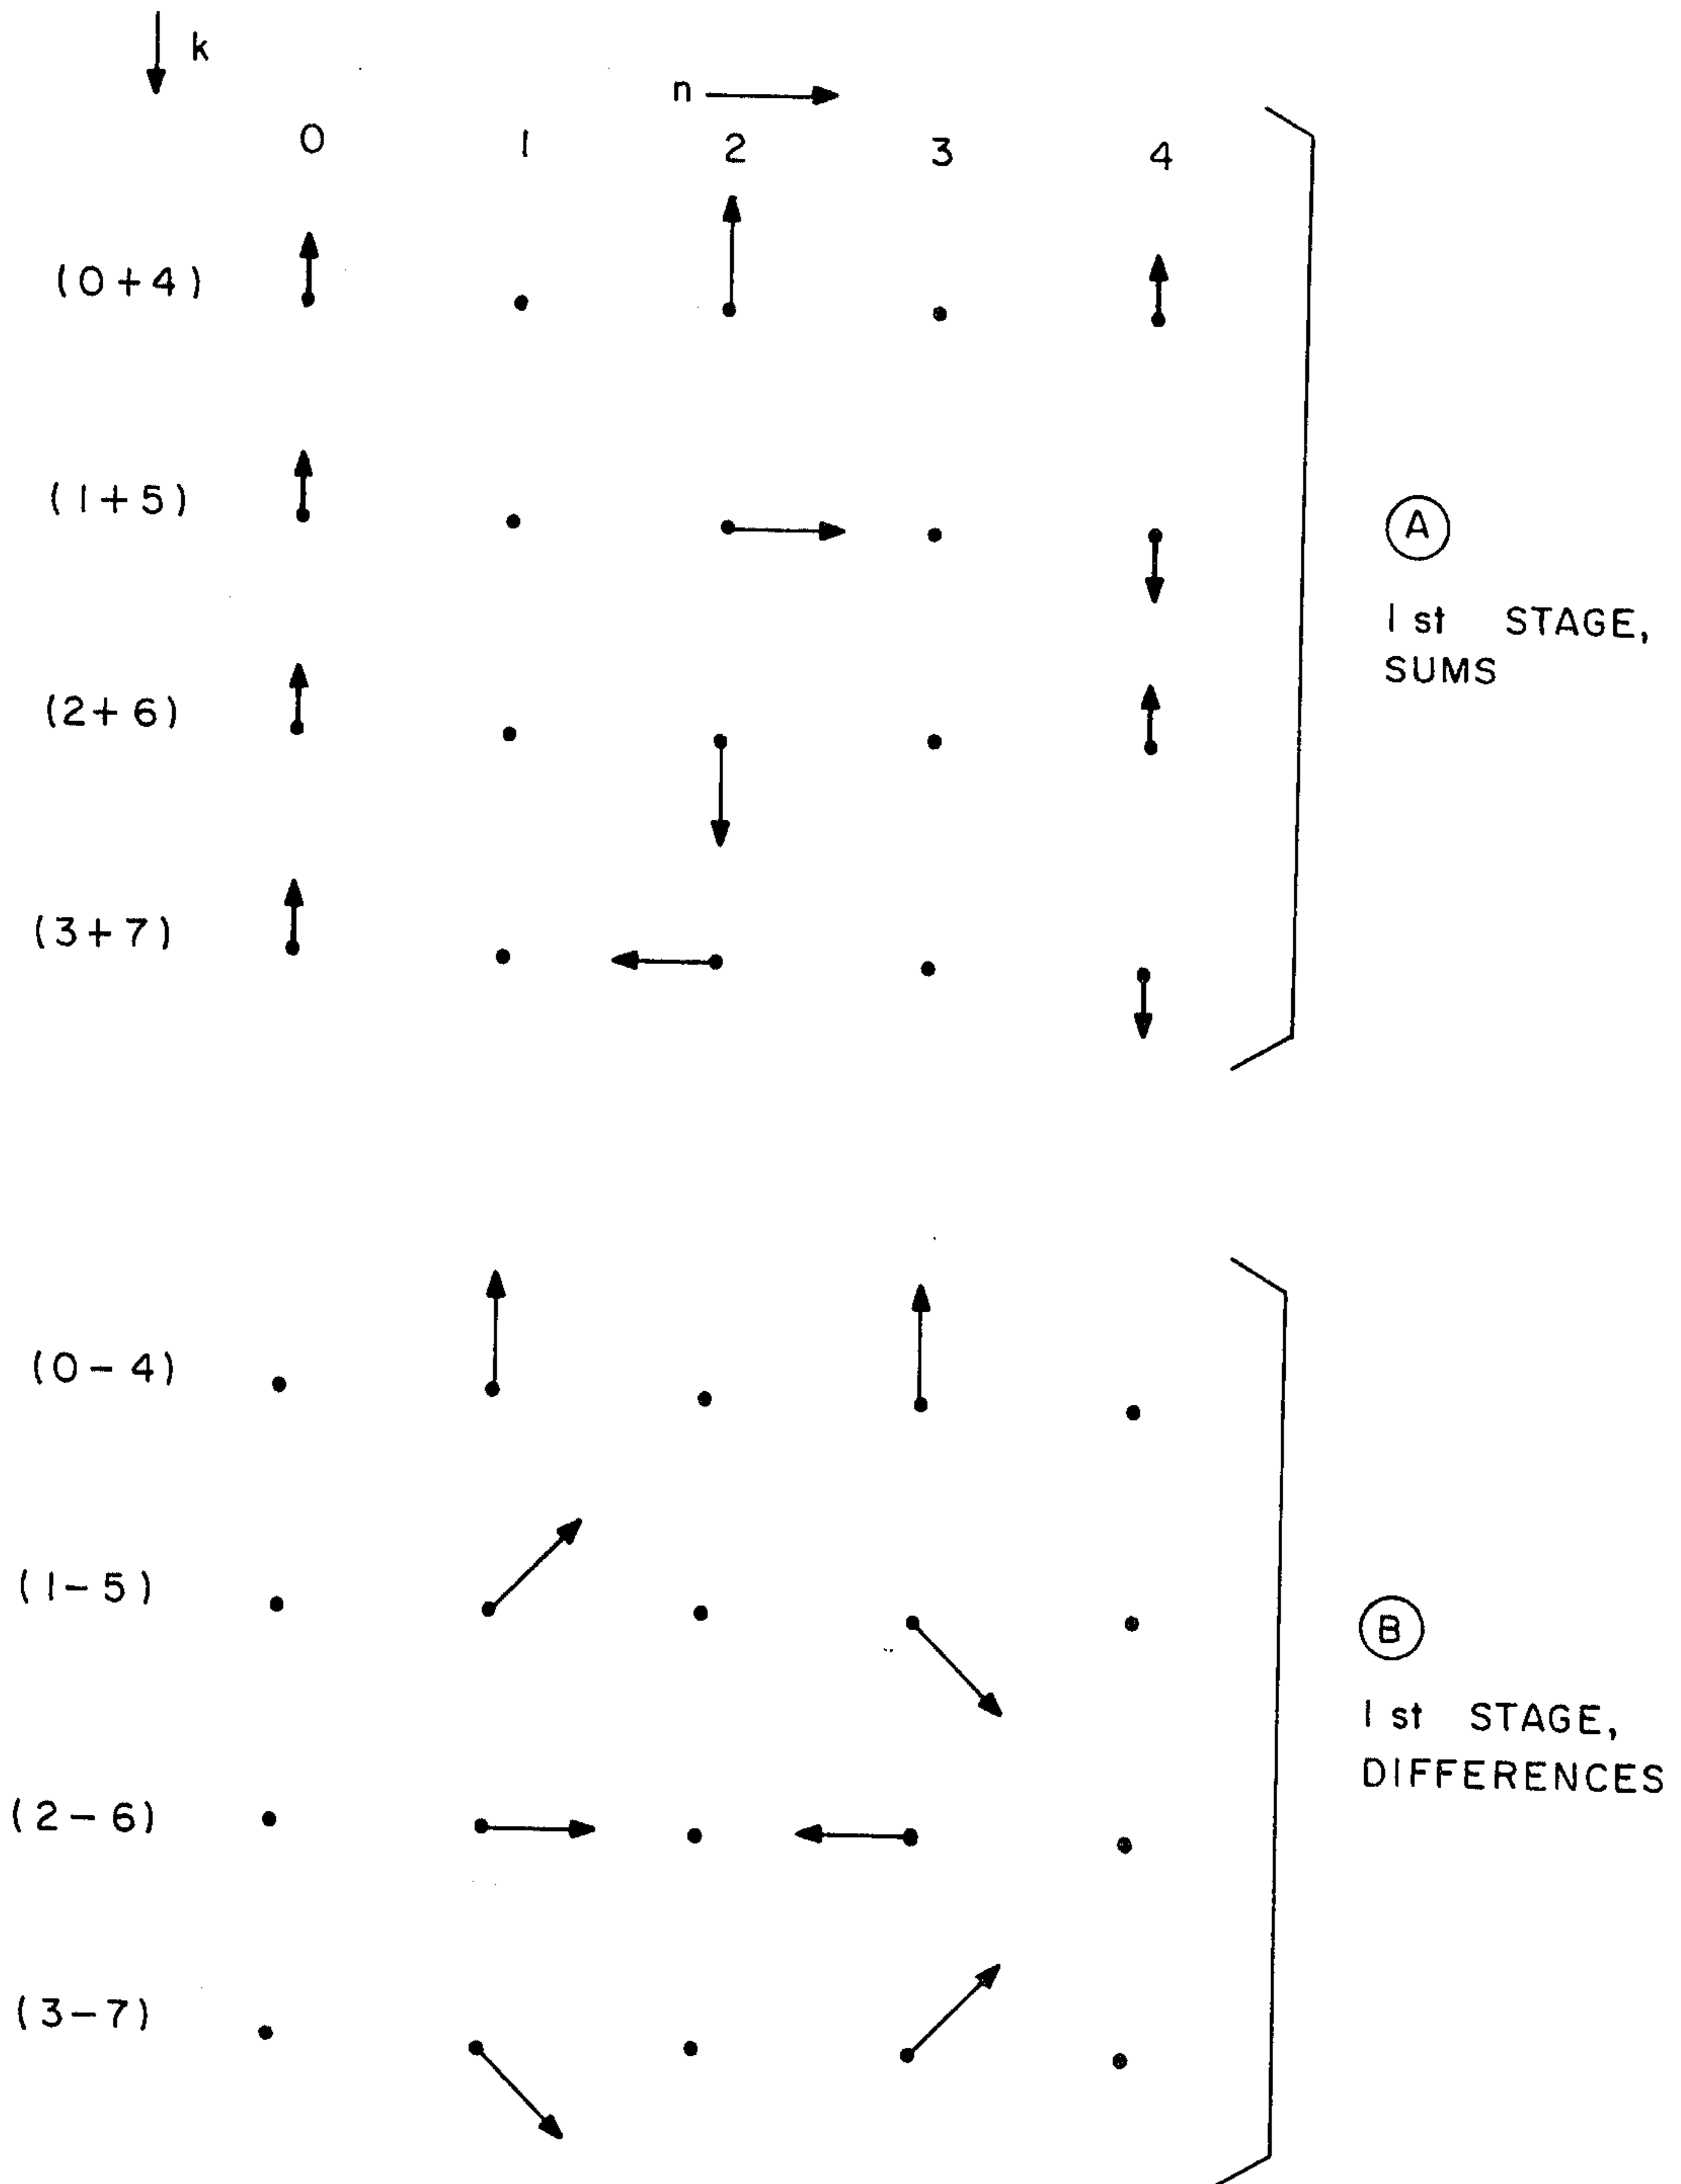 k
n
0 1 2 3 4
(0+4)
(1+5)
A
1st STAGE,
SUMS
(2+6)
(3+7)
(0-4)
(1-5)
B
1st STAGE,
DIFFERENCES
(2-6)
(3-7)